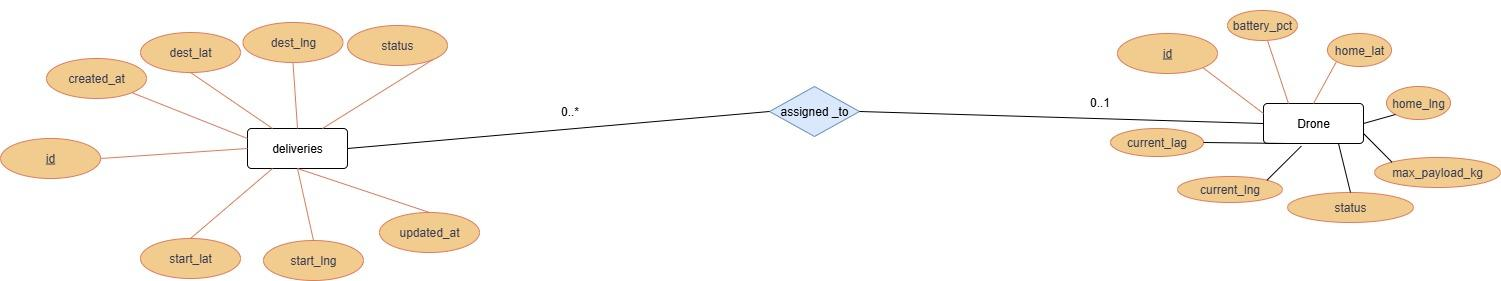 dest_lat
dest_lng
status
created_at
deliveries
id
updated_at
start_lat
start_lng
0..*
assigned _to
0..1
battery_pct
id
home_lat
home_lng
Drone
current_lag
max_payload_kg
current_lng
status